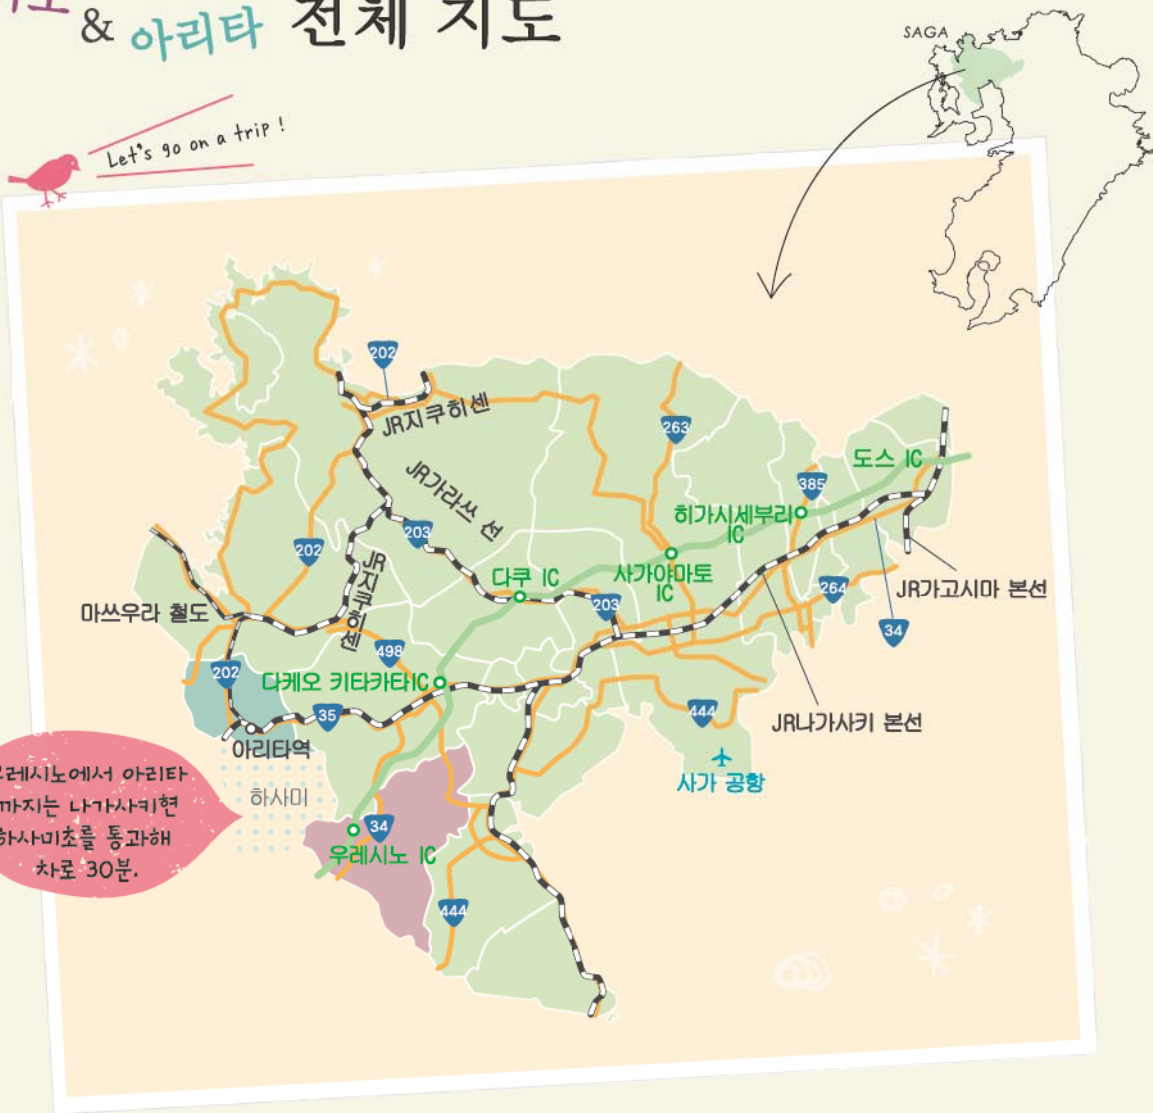 & 아리타 전체 지도
SAGA
Let's go on a trip !
202
JR지쿠히센
263
JR가라쓰 선
도스 IC
385
히가시세부리
IC
203
202
JR지쿠히센
다쿠 IC
사가야마토
IC
203
264
JR가고시마 본선
마쓰우라 철도
34
498
202
다케오 키타카타IC
35
444
JR나가사키 본선
아리타역
사가 공항
레시노에서 아리타
까지는 나가사키현
하사미초를 통과해
차로 30분.
하사미
34
우레시노 IC
444